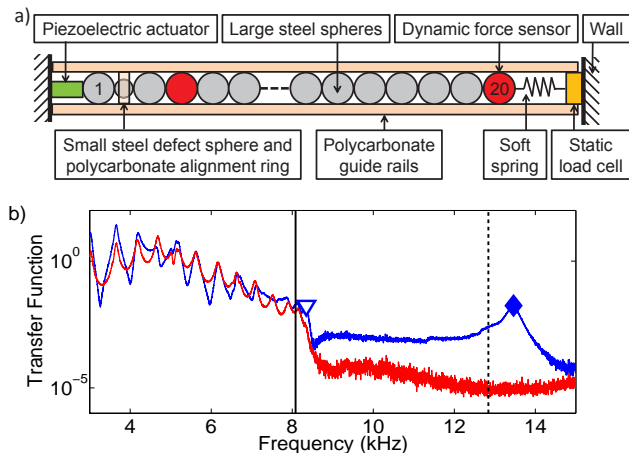 a)
Piezoelectric actuator
Large steel spheres
Dynamic force sensor
Wall
1
20
Small steel defect sphere and
polycarbonate alignment ring
Polycarbonate
guide rails
Soft
spring
Static
load cell
b)
Transfer Function
10^0
10^-5
4 6 8 10 12 14
Frequency (kHz)